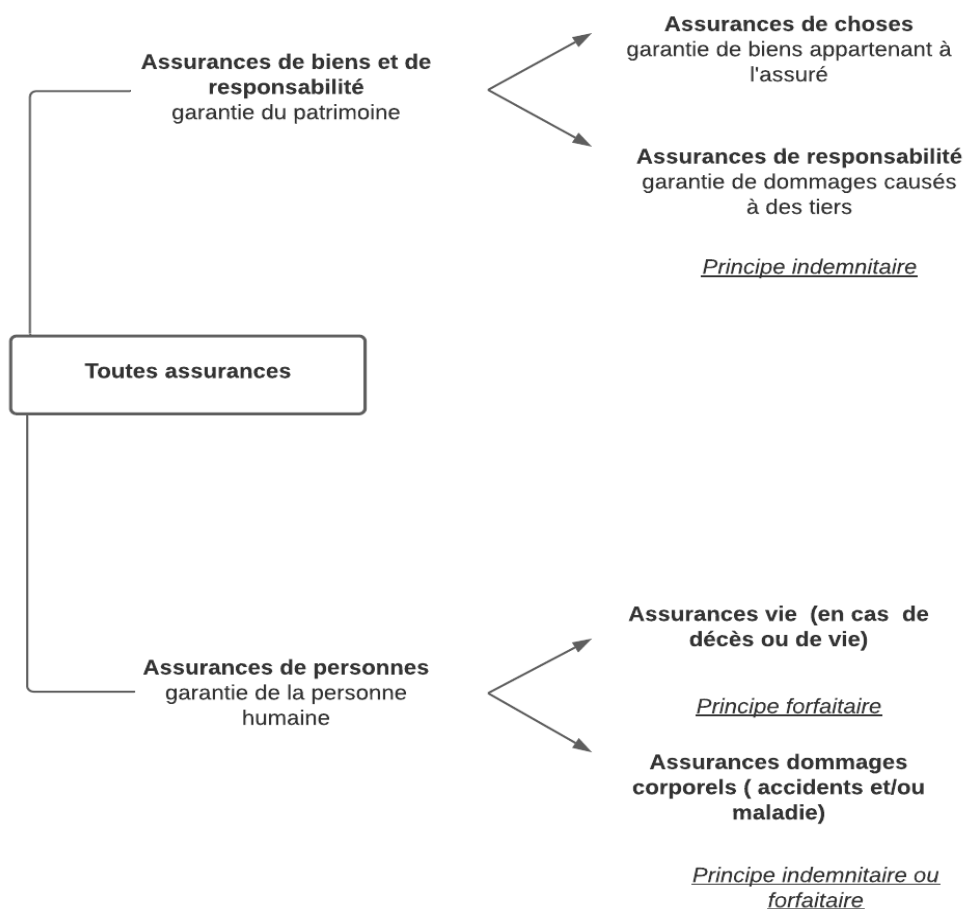 Assurances de biens et de
responsabilité
garantie du patrimoine
Assurances de choses
garantie de biens appartenant à
l'assuré
Assurances de responsabilité
garantie de dommages causés
à des tiers
Principe indemnitaire
Toutes assurances
Assurances de personnes
garantie de la personne
humaine
Assurances vie (en cas de
décès ou de vie)
Principe forfaitaire
Assurances dommages
corporels ( accidents et/ou
maladie)
Principe indemnitaire ou
forfaitaire